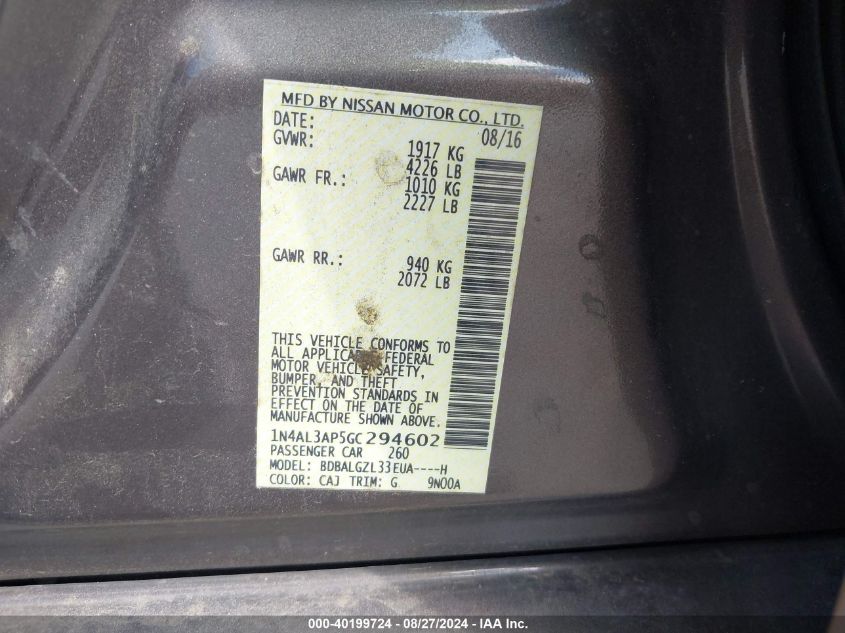 MFD BY NISSAN MOTOR CO., LTD.
DATE: 08/16
GVWR: 1917 KG
4226 LB
GAWR FR.: 1010 KG
2227 LB
GAWR RR.: 940 KG
2072 LB
THIS VEHICLE CONFORMS TO
ALL FEDERAL
MOTOR VEHICLE SAFETY,
BUMPER, AND THEFT
PREVENTION STANDARDS IN
EFFECT ON THE DATE OF
MANUFACTURE SHOWN ABOVE.
1N4AL3AP5GC294602
PASSENGER CAR 260
MODEL: BDBALGZL33EUA----H
COLOR: CAJ TRIM: G 9N00A
000-40199724 - 08/27/2024 - IAA Inc.